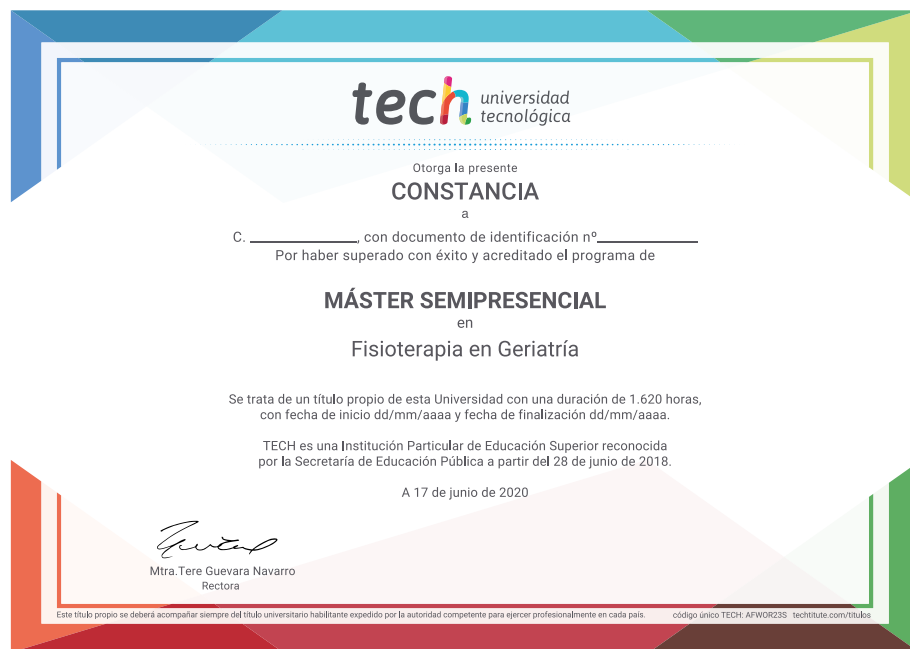 tech universidad
tecnológica
Otorga la presente
CONSTANCIA
a
C. ______________, con documento de identificación nº______________
Por haber superado con éxito y acreditado el programa de
MÁSTER SEMIPRESENCIAL
en
Fisioterapia en Geriatría
Se trata de un título propio de esta Universidad con una duración de 1.620 horas,
con fecha de inicio dd/mm/aaaa y fecha de finalización dd/mm/aaaa.
TECH es una Institución Particular de Educación Superior reconocida
por la Secretaría de Educación Pública a partir del 28 de junio de 2018.
A 17 de junio de 2020
Mtra.Tere Guevara Navarro
Rectora
Este título propio se deberá acompañar siempre del título universitario habilitante expedido por la autoridad competente para ejercer profesionalmente en cada país. código único TECH: AFWOR23S techtitute.com/titulos